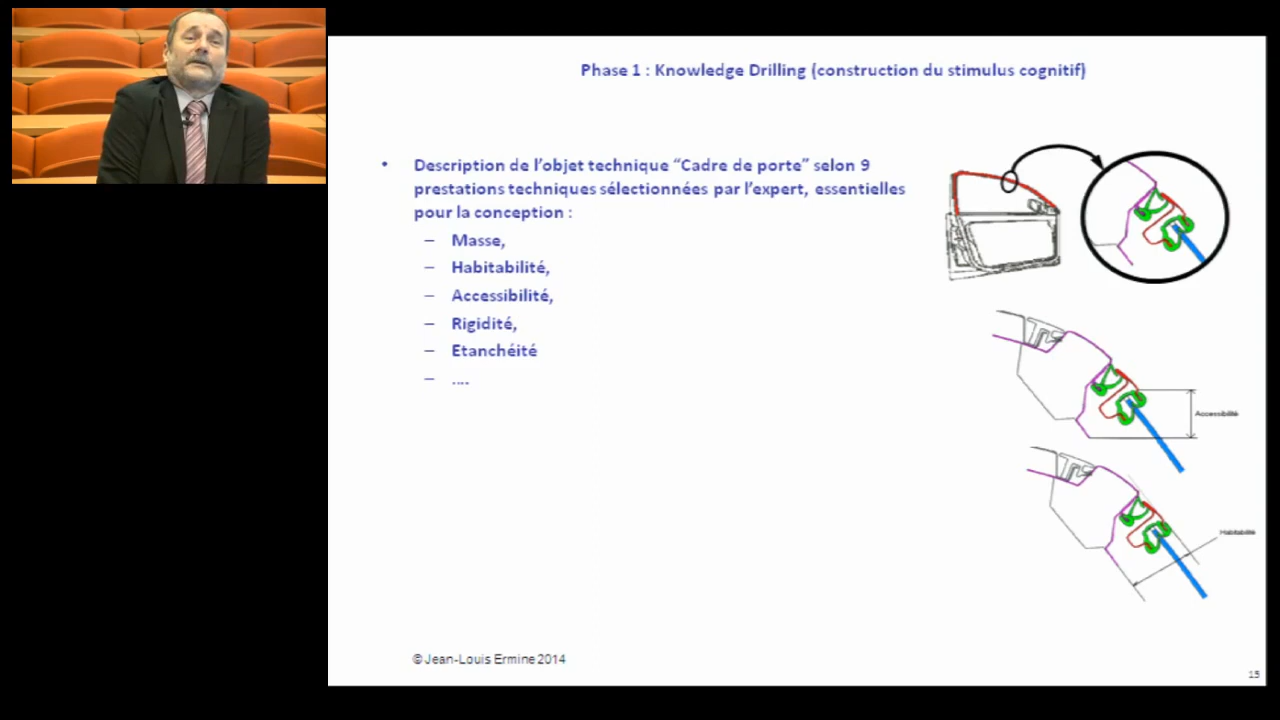 Phase 1 : Knowledge Drilling (construction du stimulus cognitif)
• Description de l’objet technique “Cadre de porte” selon 9
prestations techniques sélectionnées par l’expert, essentielles
pour la conception :
– Masse,
– Habitabilité,
– Accessibilité,
– Rigidité,
– Etanchéité
– ....
Accessibilité
Habitabilité
© Jean-Louis Ermine 2014
15